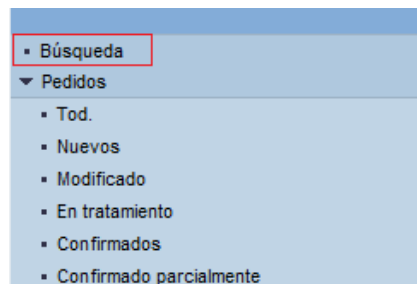 Búsqueda
Pedidos
Tod.
Nuevos
Modificado
En tratamiento
Confirmados
Confirmado parcialmente